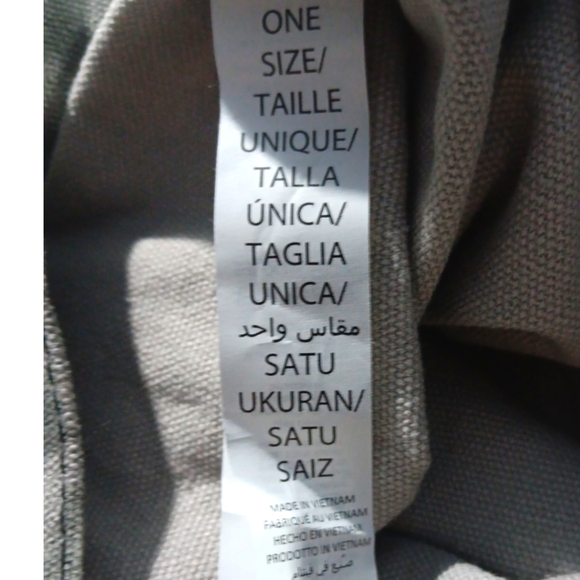 ONE
SIZE/
TAILLE
UNIQUE/
TALLA
ÚNICA/
TAGLIA
UNICA/
مقاس واحد
SATU
UKURAN/
SATU
SAIZ
MADE IN VIETNAM
FABRIQUÉ AU VIETNAM
HECHO EN VIETNAM
PRODOTTO IN VIETNAM
صنع في فيتنام